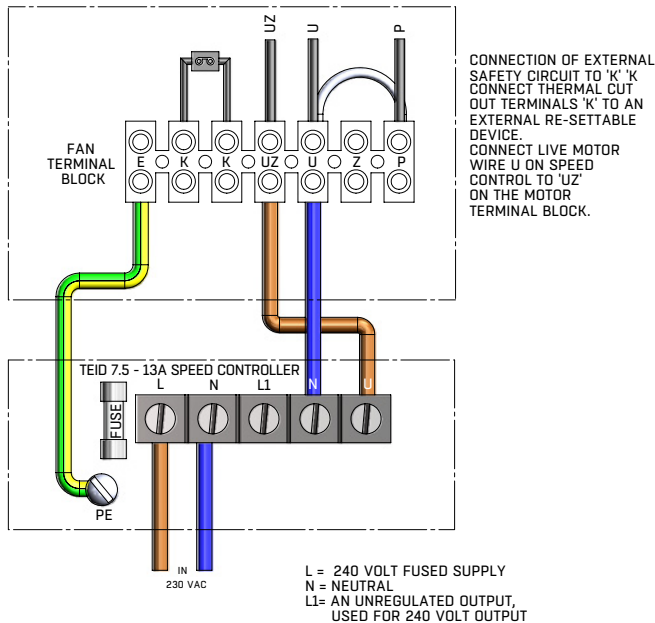 UZ
U
P
CONNECTION OF EXTERNAL
SAFETY CIRCUIT TO 'K' 'K
CONNECT THERMAL CUT
OUT TERMINALS 'K' TO AN
EXTERNAL RE-SETTABLE
DEVICE.
CONNECT LIVE MOTOR
WIRE U ON SPEED
CONTROL TO 'UZ'
ON THE MOTOR
TERMINAL BLOCK.
FAN
TERMINAL
BLOCK
E K K UZ U Z P
TEID 7.5 - 13A SPEED CONTROLLER
L N L1 N U
FUSE
PE
IN
230 VAC
L = 240 VOLT FUSED SUPPLY
N = NEUTRAL
L1= AN UNREGULATED OUTPUT,
USED FOR 240 VOLT OUTPUT